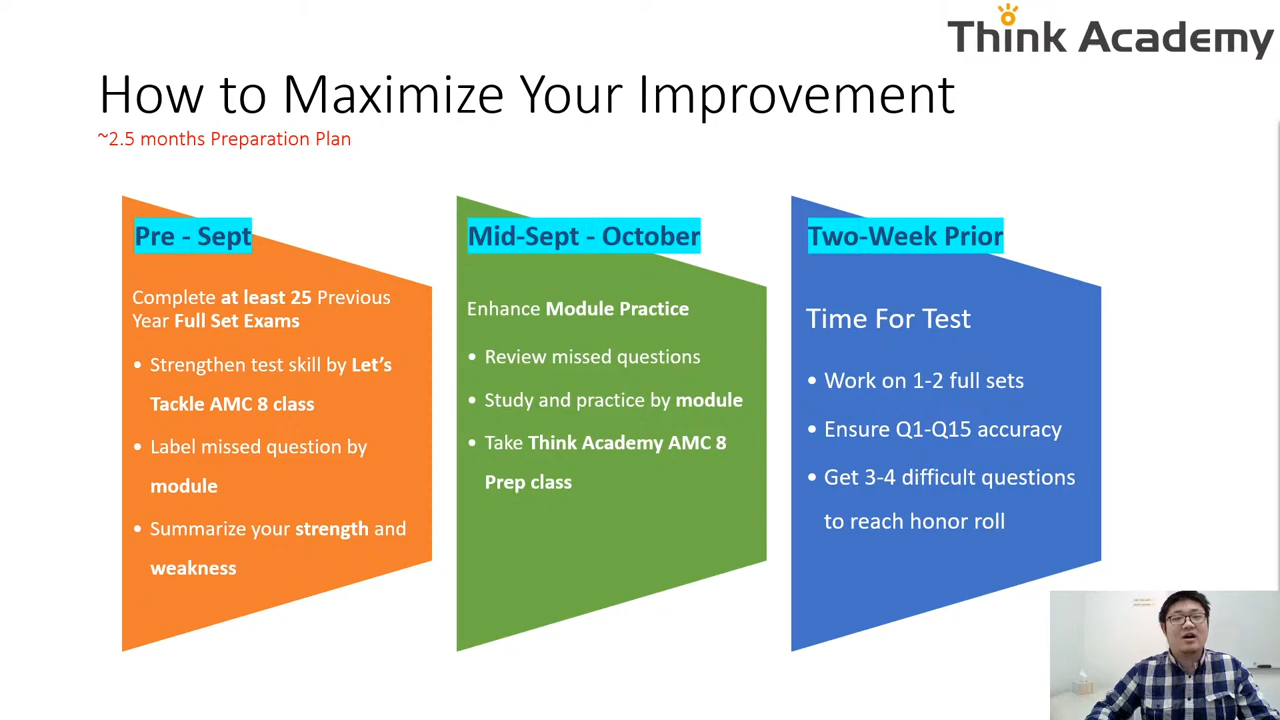 Think Academy
How to Maximize Your Improvement
~2.5 months Preparation Plan
Pre - Sept
Complete at least 25 Previous
Year Full Set Exams
• Strengthen test skill by Let's
Tackle AMC 8 class
• Label missed question by
module
• Summarize your strength and
weakness
Mid-Sept - October
Enhance Module Practice
• Review missed questions
• Study and practice by module
• Take Think Academy AMC 8
Prep class
Two-Week Prior
Time For Test
• Work on 1-2 full sets
• Ensure Q1-Q15 accuracy
• Get 3-4 difficult questions
to reach honor roll